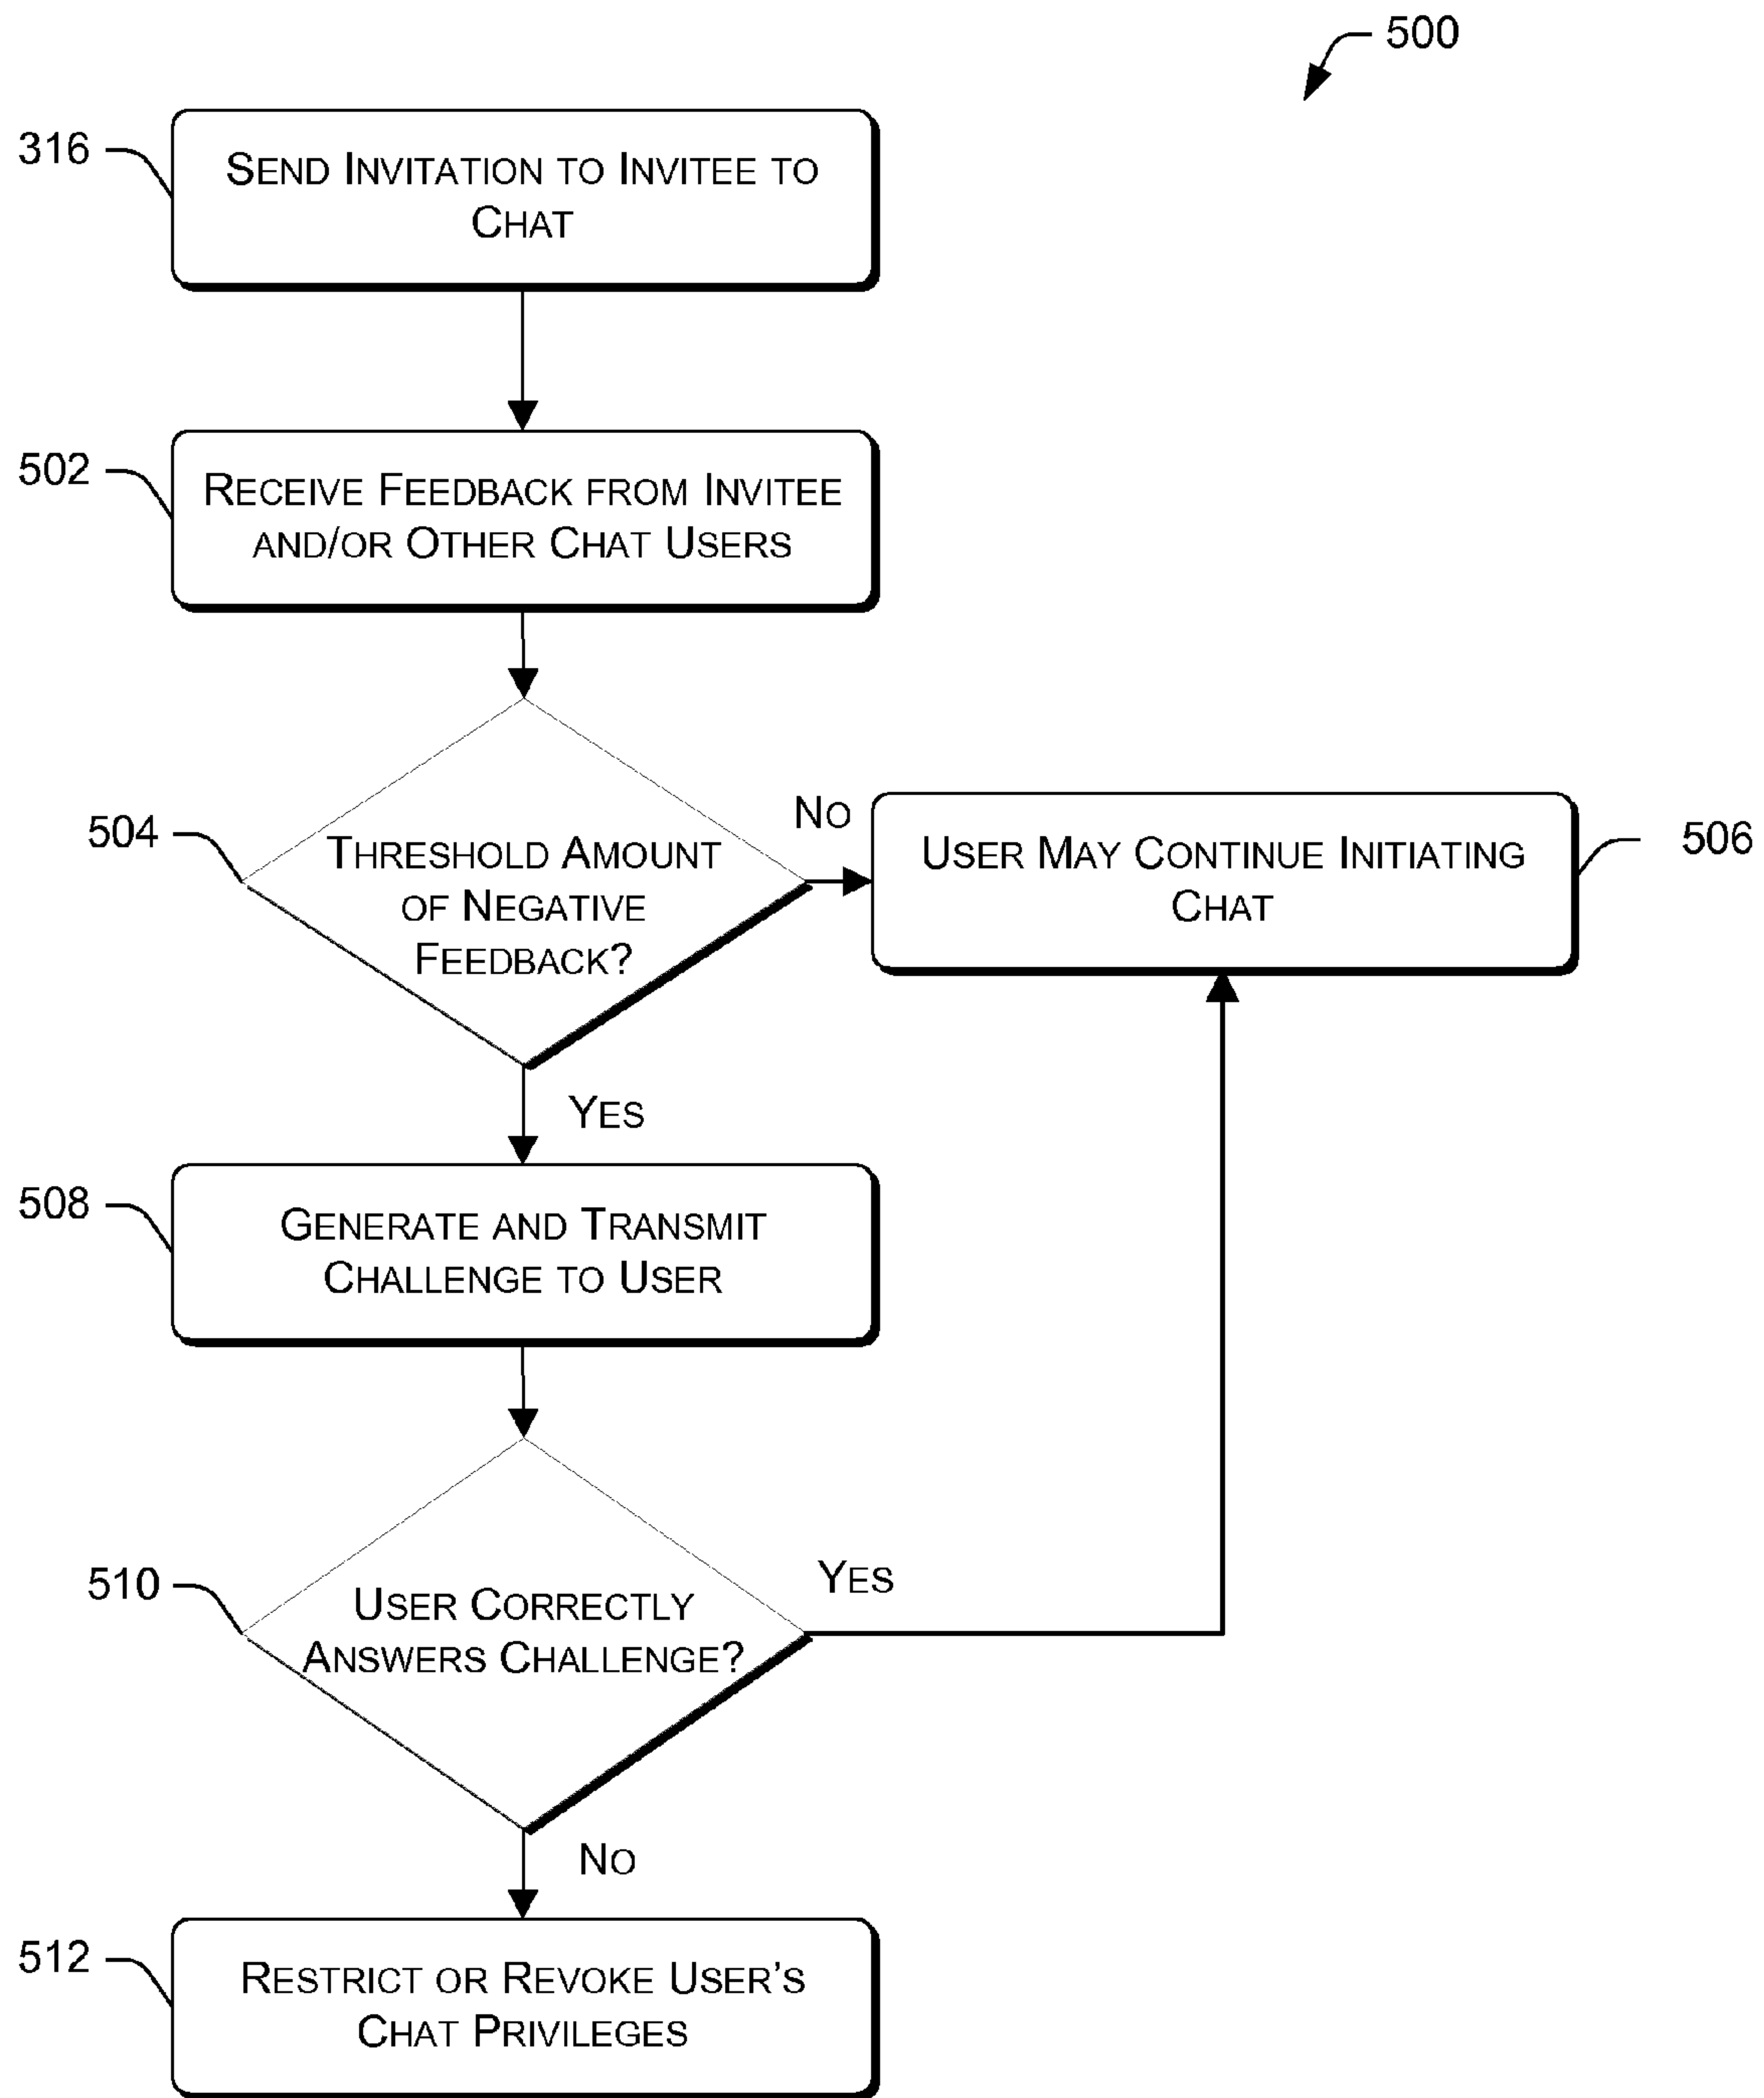 500
316
SEND INVITATION TO INVITEE TO
CHAT
502
RECEIVE FEEDBACK FROM INVITEE
AND/OR OTHER CHAT USERS
504
THRESHOLD AMOUNT
OF NEGATIVE
FEEDBACK?
NO
USER MAY CONTINUE INITIATING
CHAT
506
YES
508
GENERATE AND TRANSMIT
CHALLENGE TO USER
510
USER CORRECTLY
ANSWERS CHALLENGE?
YES
NO
512
RESTRICT OR REVOKE USER'S
CHAT PRIVILEGES